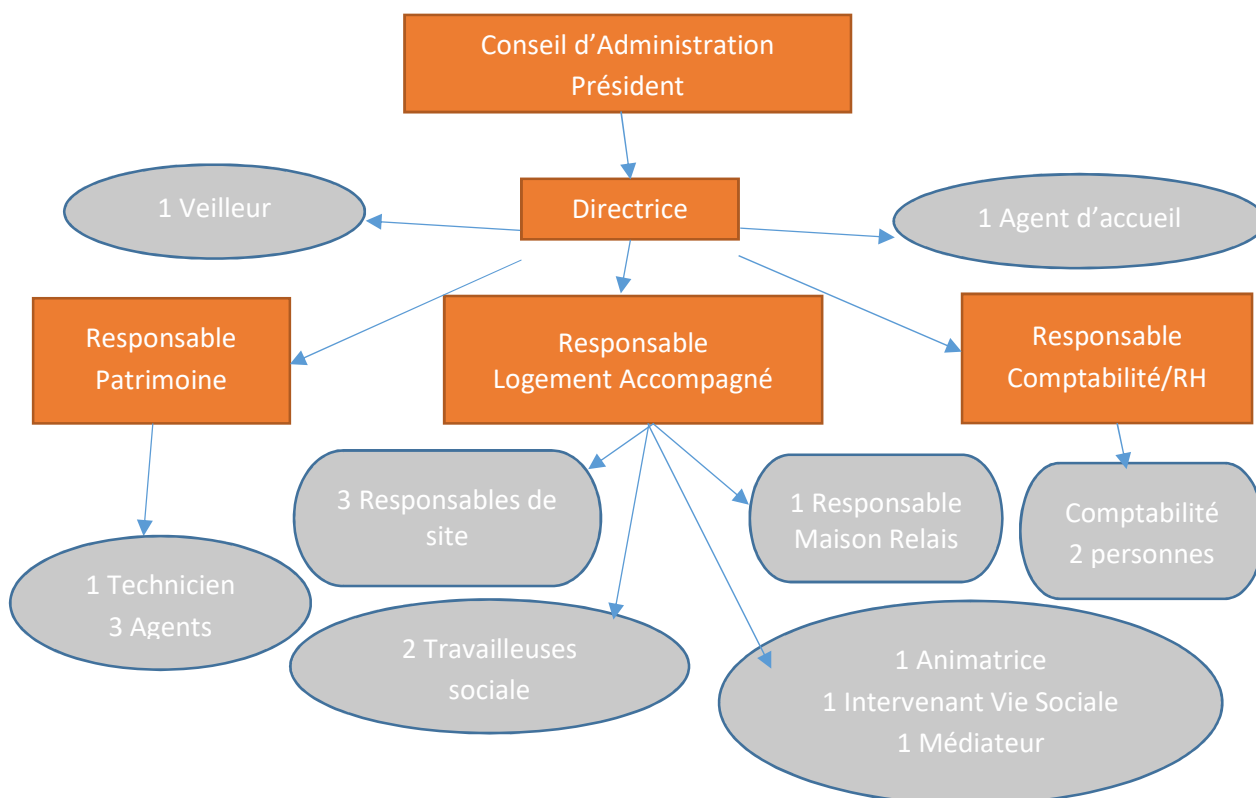 Conseil d’Administration
Président
1 Veilleur
Directrice
1 Agent d’accueil
Responsable
Patrimoine
Responsable
Logement Accompagné
Responsable
Comptabilité/RH
3 Responsables de
site
1 Responsable
Maison Relais
Comptabilité
2 personnes
1 Technicien
3 Agents
2 Travailleuses
sociale
1 Animatrice
1 Intervenant Vie Sociale
1 Médiateur